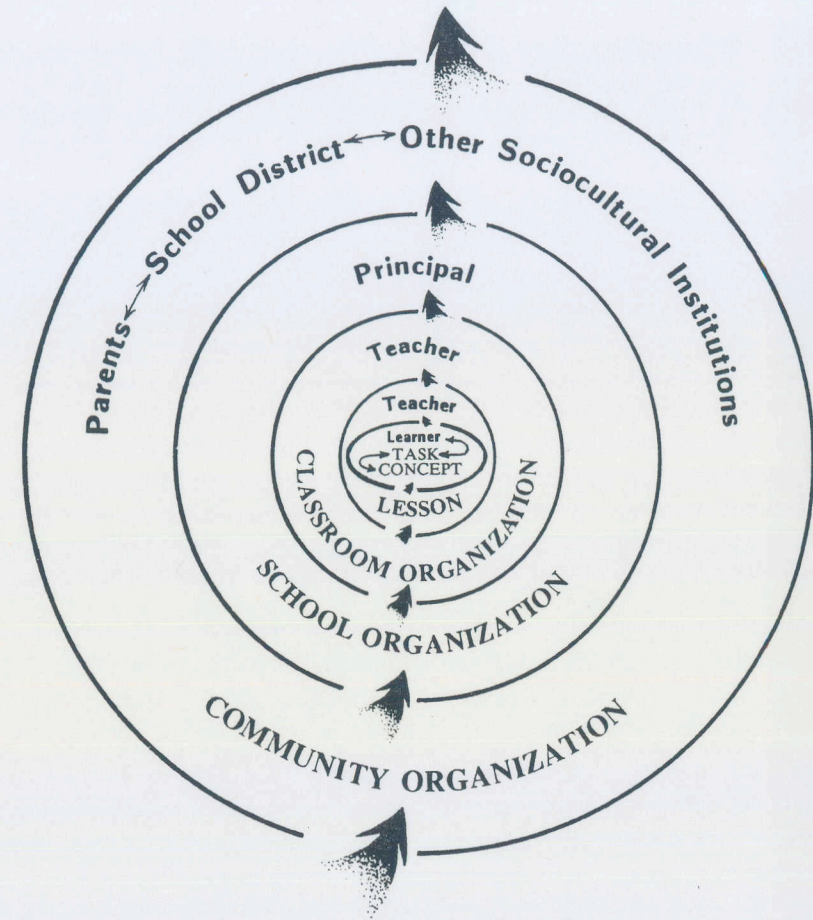 Parents ↔ School District ↔ Other Sociocultural Institutions
Principal
Teacher
Teacher
Learner
TASK
CONCEPT
LESSON
CLASSROOM ORGANIZATION
SCHOOL ORGANIZATION
COMMUNITY ORGANIZATION